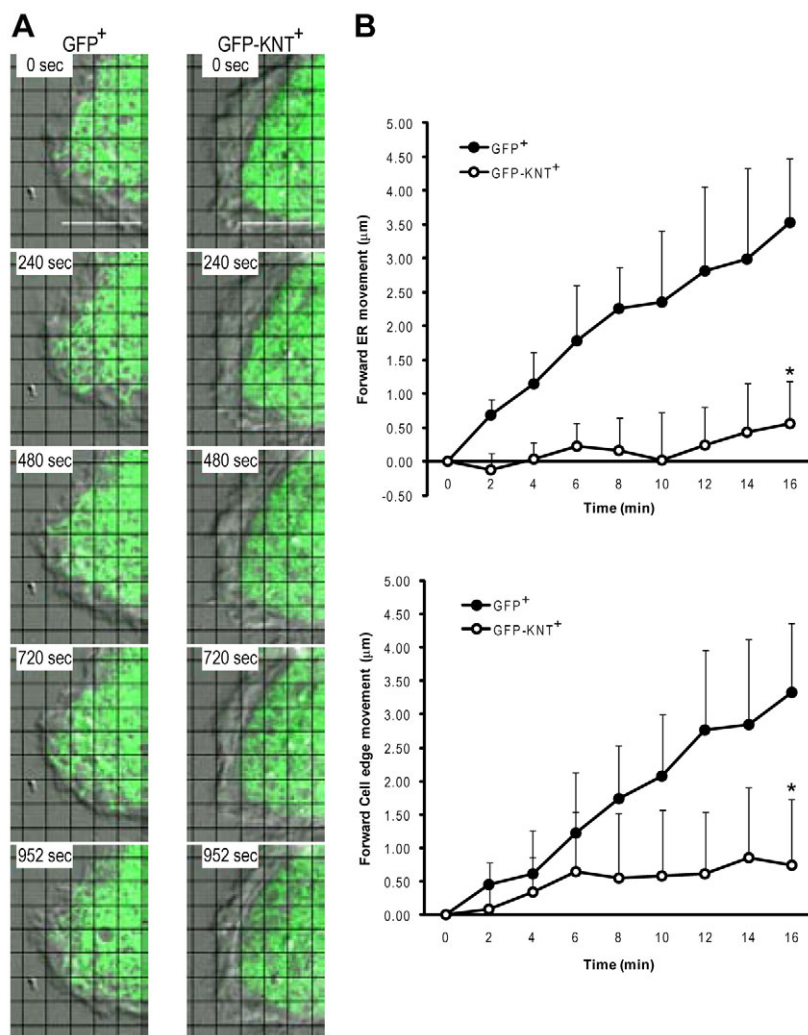 A
GFP+
GFP-KNT+
0 sec
0 sec
240 sec
240 sec
480 sec
480 sec
720 sec
720 sec
952 sec
952 sec
B
Forward ER movement (μm)
5.00
4.50
4.00
3.50
3.00
2.50
2.00
1.50
1.00
0.50
0.00
-0.50
GFP+
GFP-KNT+
*
0 2 4 6 8 10 12 14 16
Time (min)
Forward Cell edge movement (μm)
5.00
4.50
4.00
3.50
3.00
2.50
2.00
1.50
1.00
0.50
0.00
GFP+
GFP-KNT+
*
0 2 4 6 8 10 12 14 16
Time (min)